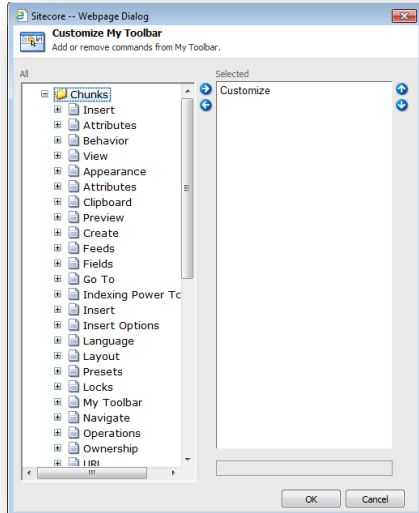 Sitecore -- Webpage Dialog
Customize My Toolbar
Add or remove commands from My Toolbar.
All
Selected
Chunks
Customize
Insert
Attributes
Behavior
View
Appearance
Attributes
Clipboard
Preview
Create
Feeds
Fields
Go To
Indexing Power To
Insert
Insert Options
Language
Layout
Presets
Locks
My Toolbar
Navigate
Operations
Ownership
URL
OK
Cancel